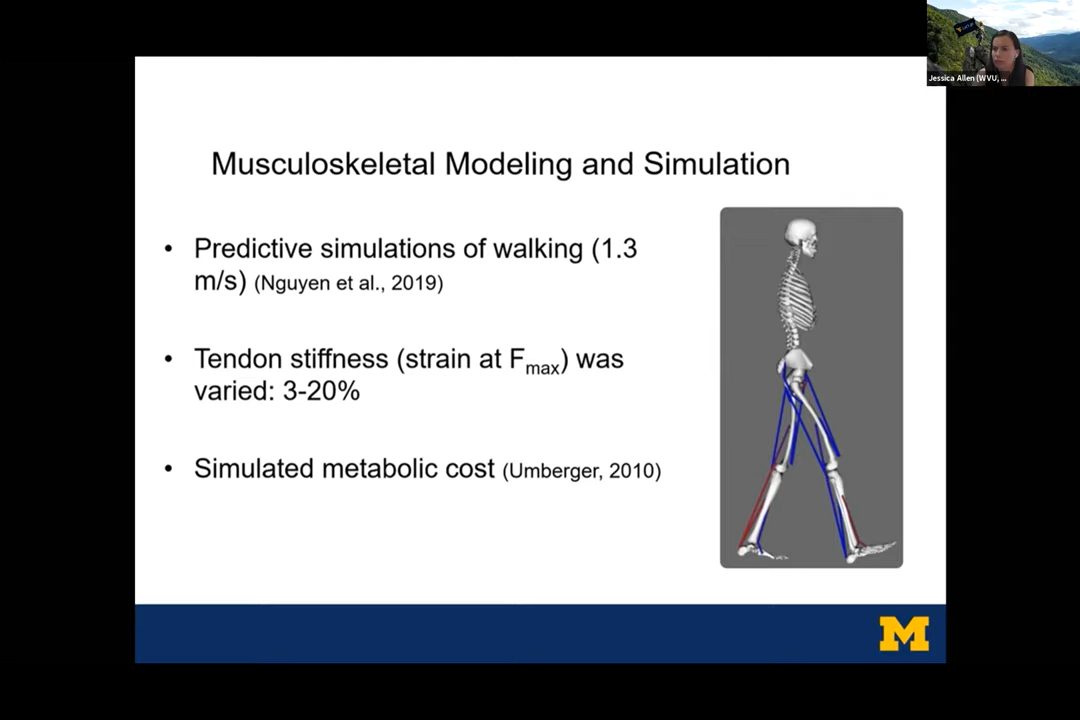 Jessica Allen (WVU, ...
Musculoskeletal Modeling and Simulation
• Predictive simulations of walking (1.3
m/s) (Nguyen et al., 2019)
• Tendon stiffness (strain at Fmax) was
varied: 3-20%
• Simulated metabolic cost (Umberger, 2010)
M